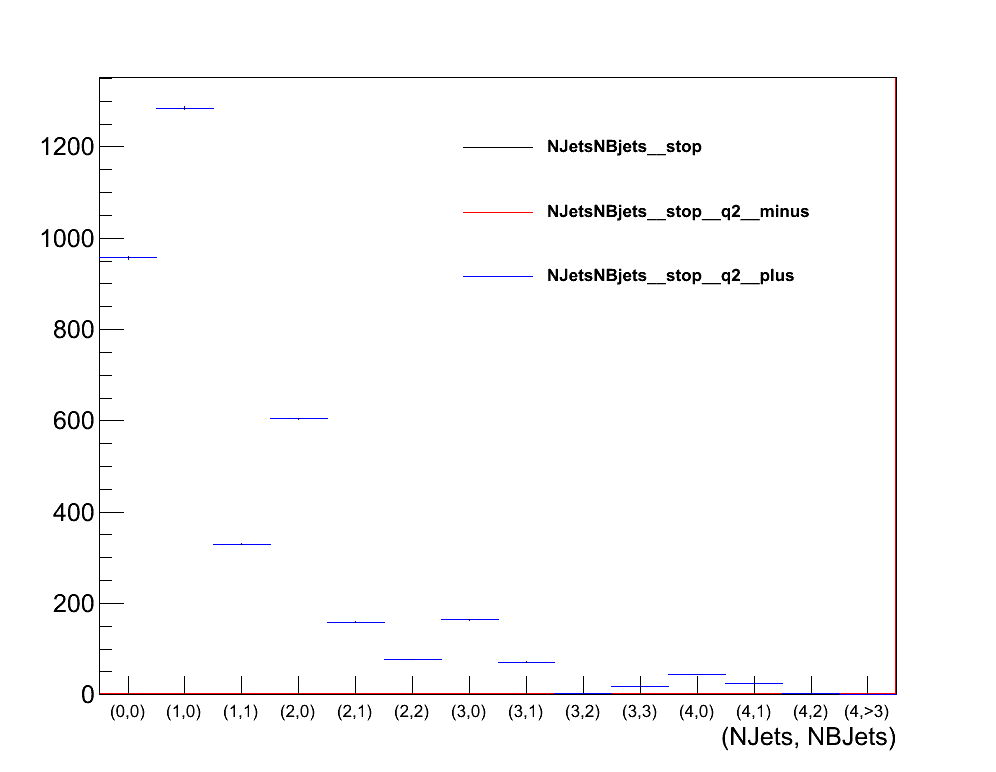 1200
1000
800
600
400
200
0
NJetsNBjets__stop
NJetsNBjets__stop__q2__minus
NJetsNBjets__stop__q2__plus
(0,0) (1,0) (1,1) (2,0) (2,1) (2,2) (3,0) (3,1) (3,2) (3,3) (4,0) (4,1) (4,2) (4,>3)
(NJets, NBJets)